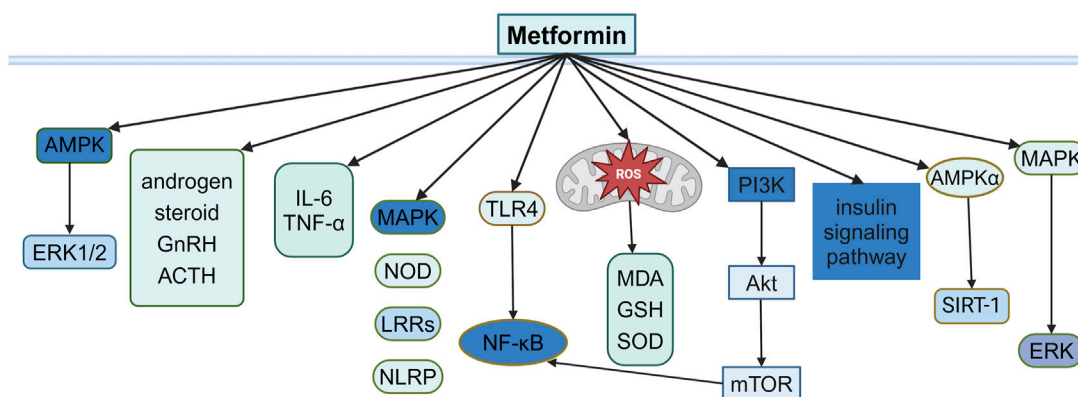 Metformin
AMPK
ERK1/2
androgen
steroid
GnRH
ACTH
IL-6
TNF-α
MAPK
NOD
LRRs
NLRP
TLR4
NF-κB
ROS
MDA
GSH
SOD
PI3K
Akt
mTOR
insulin
signaling
pathway
AMPKα
SIRT-1
MAPK
ERK